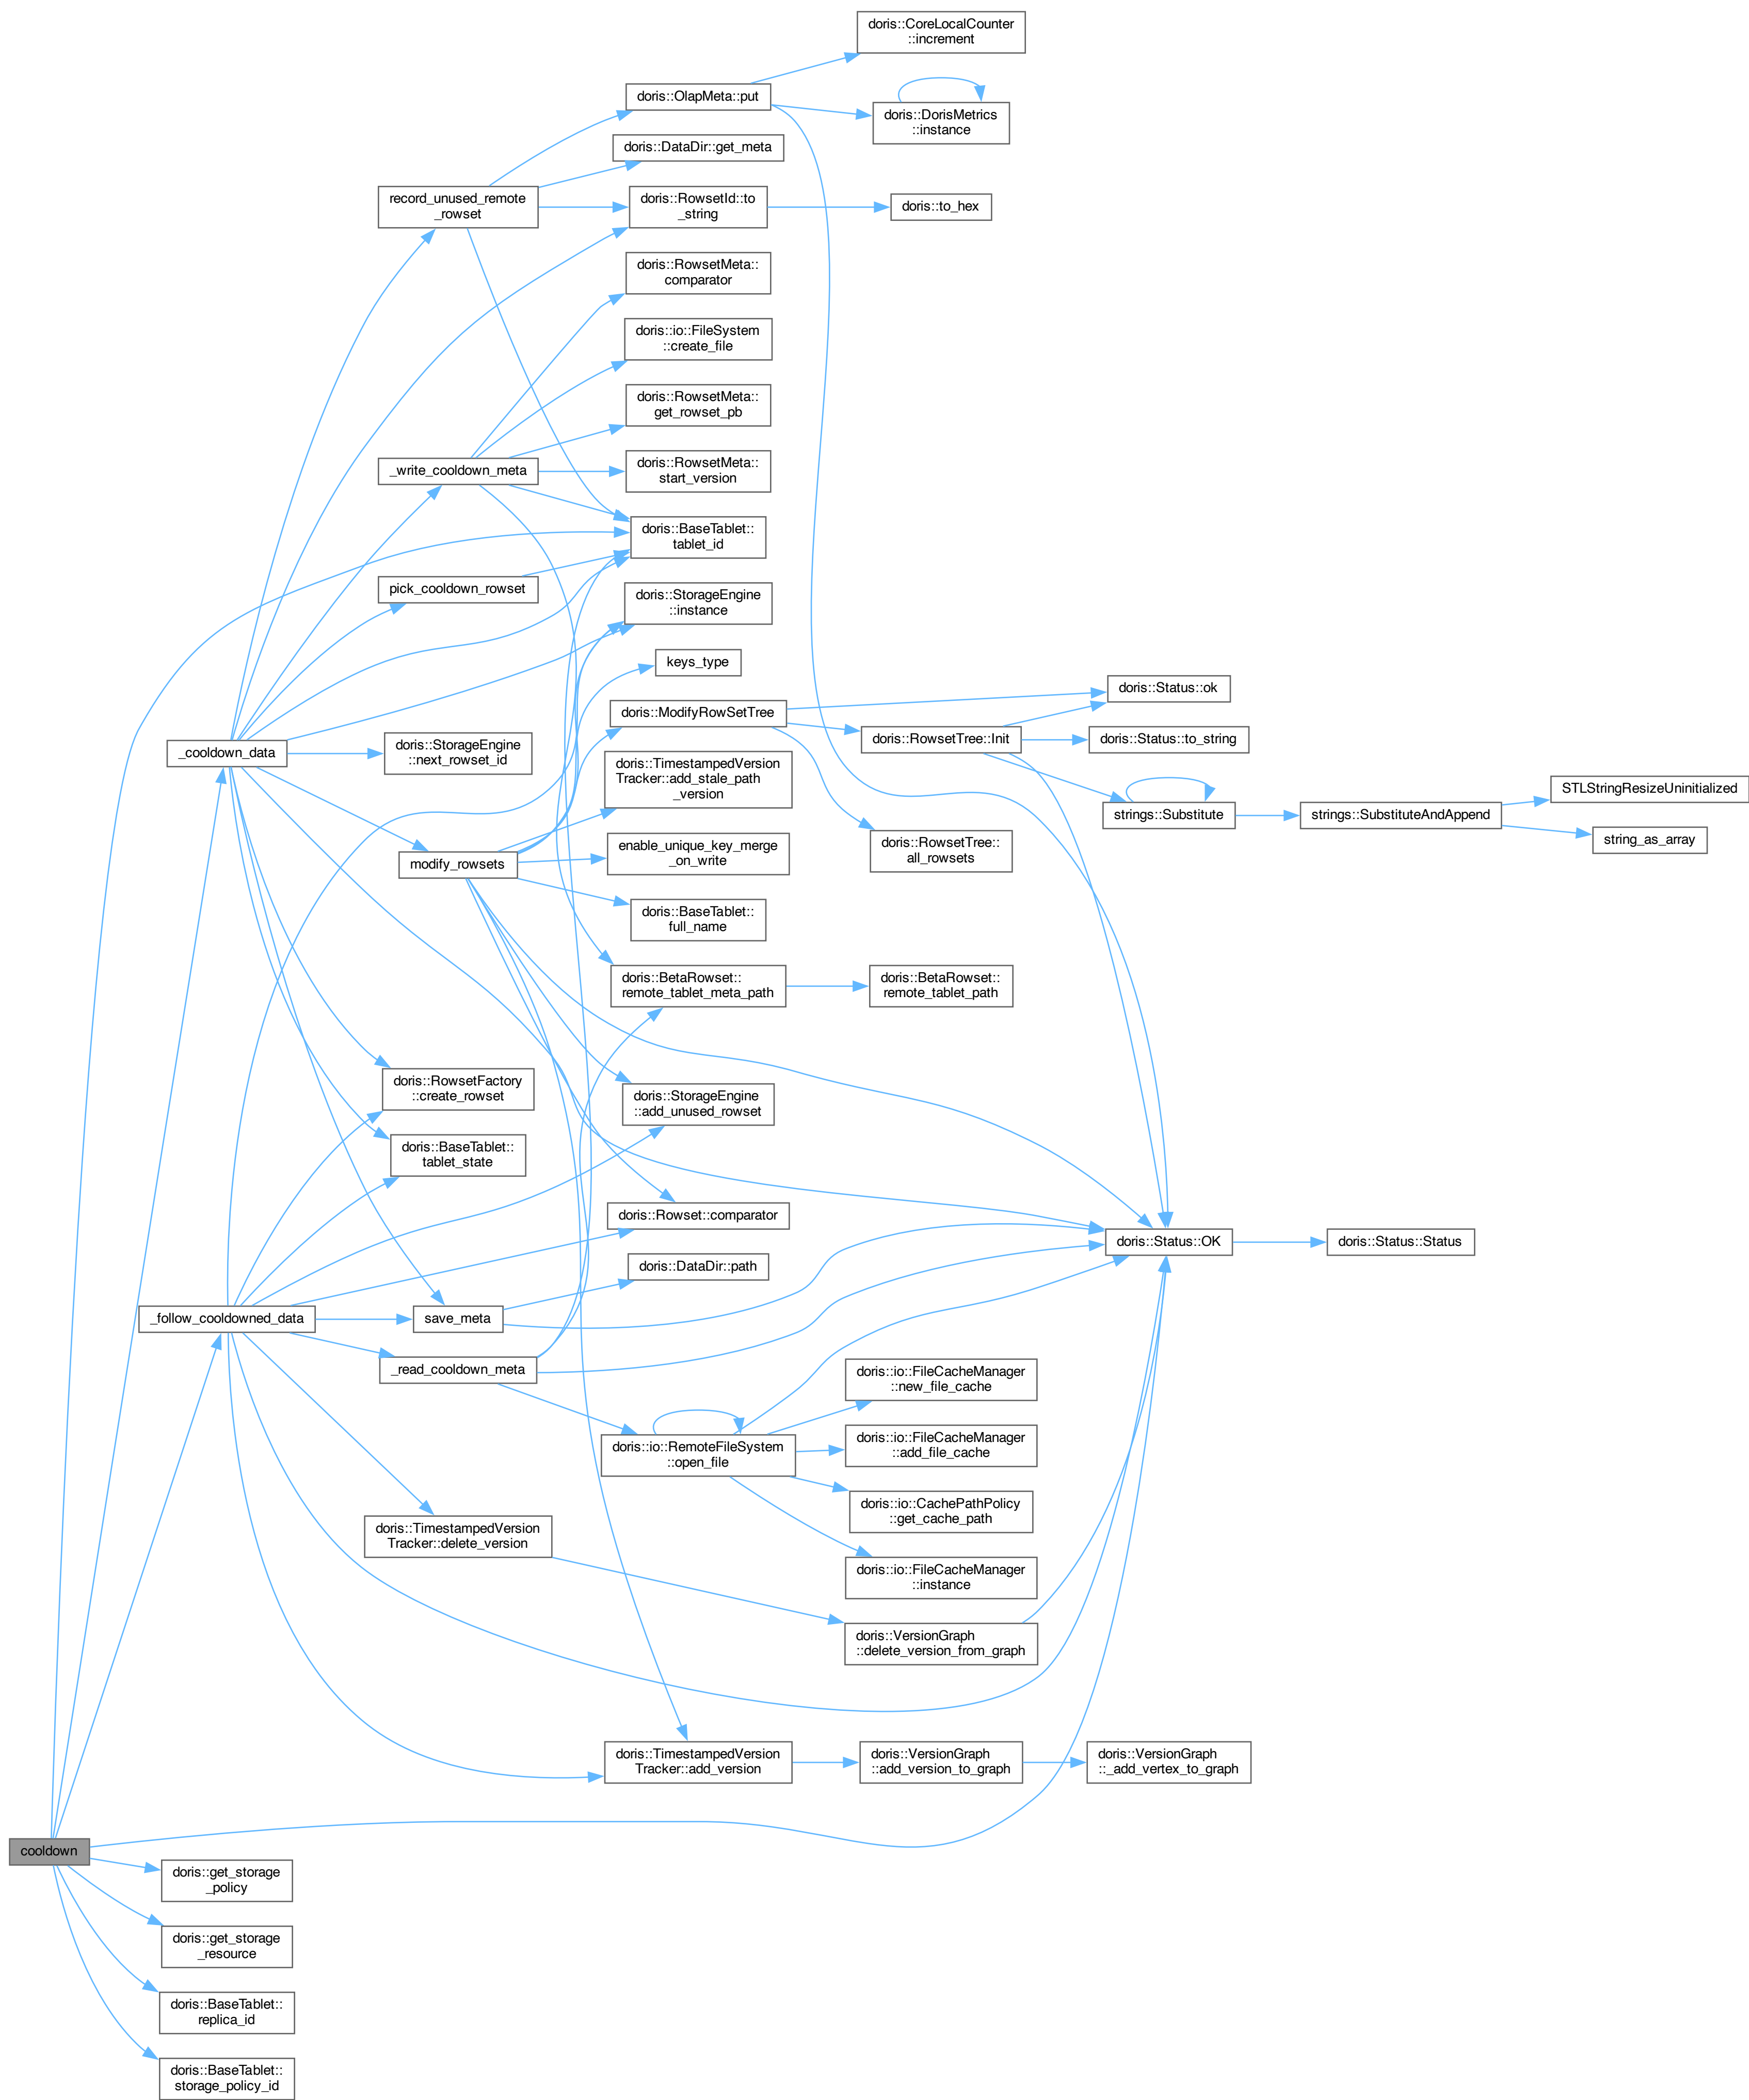 doris::CoreLocalCounter
::increment
doris::OlapMeta::put
doris::DorisMetrics
::instance
doris::DataDir::get_meta
record_unused_remote
_rowset
doris::RowsetId::to
_string
doris::to_hex
doris::RowsetMeta::
comparator
doris::io::FileSystem
::create_file
doris::RowsetMeta::
get_rowset_pb
_write_cooldown_meta
doris::RowsetMeta::
start_version
doris::BaseTablet::
tablet_id
pick_cooldown_rowset
doris::StorageEngine
::instance
keys_type
doris::Status::ok
doris::ModifyRowSetTree
doris::RowsetTree::Init
doris::Status::to_string
_cooldown_data
doris::StorageEngine
::next_rowset_id
doris::TimestampedVersion
Tracker::add_stale_path
_version
STLStringResizeUninitialized
strings::Substitute
strings::SubstituteAndAppend
string_as_array
modify_rowsets
enable_unique_key_merge
_on_write
doris::RowsetTree::
all_rowsets
doris::BaseTablet::
full_name
doris::BetaRowset::
remote_tablet_meta_path
doris::BetaRowset::
remote_tablet_path
doris::RowsetFactory
::create_rowset
doris::StorageEngine
::add_unused_rowset
doris::BaseTablet::
tablet_state
doris::Rowset::comparator
doris::Status::OK
doris::Status::Status
doris::DataDir::path
_follow_cooldowned_data
save_meta
_read_cooldown_meta
doris::io::FileCacheManager
::new_file_cache
doris::io::RemoteFileSystem
::open_file
doris::io::FileCacheManager
::add_file_cache
doris::io::CachePathPolicy
::get_cache_path
doris::TimestampedVersion
Tracker::delete_version
doris::io::FileCacheManager
::instance
doris::VersionGraph
::delete_version_from_graph
doris::TimestampedVersion
Tracker::add_version
doris::VersionGraph
::add_version_to_graph
doris::VersionGraph
::_add_vertex_to_graph
cooldown
doris::get_storage
_policy
doris::get_storage
_resource
doris::BaseTablet::
replica_id
doris::BaseTablet::
storage_policy_id